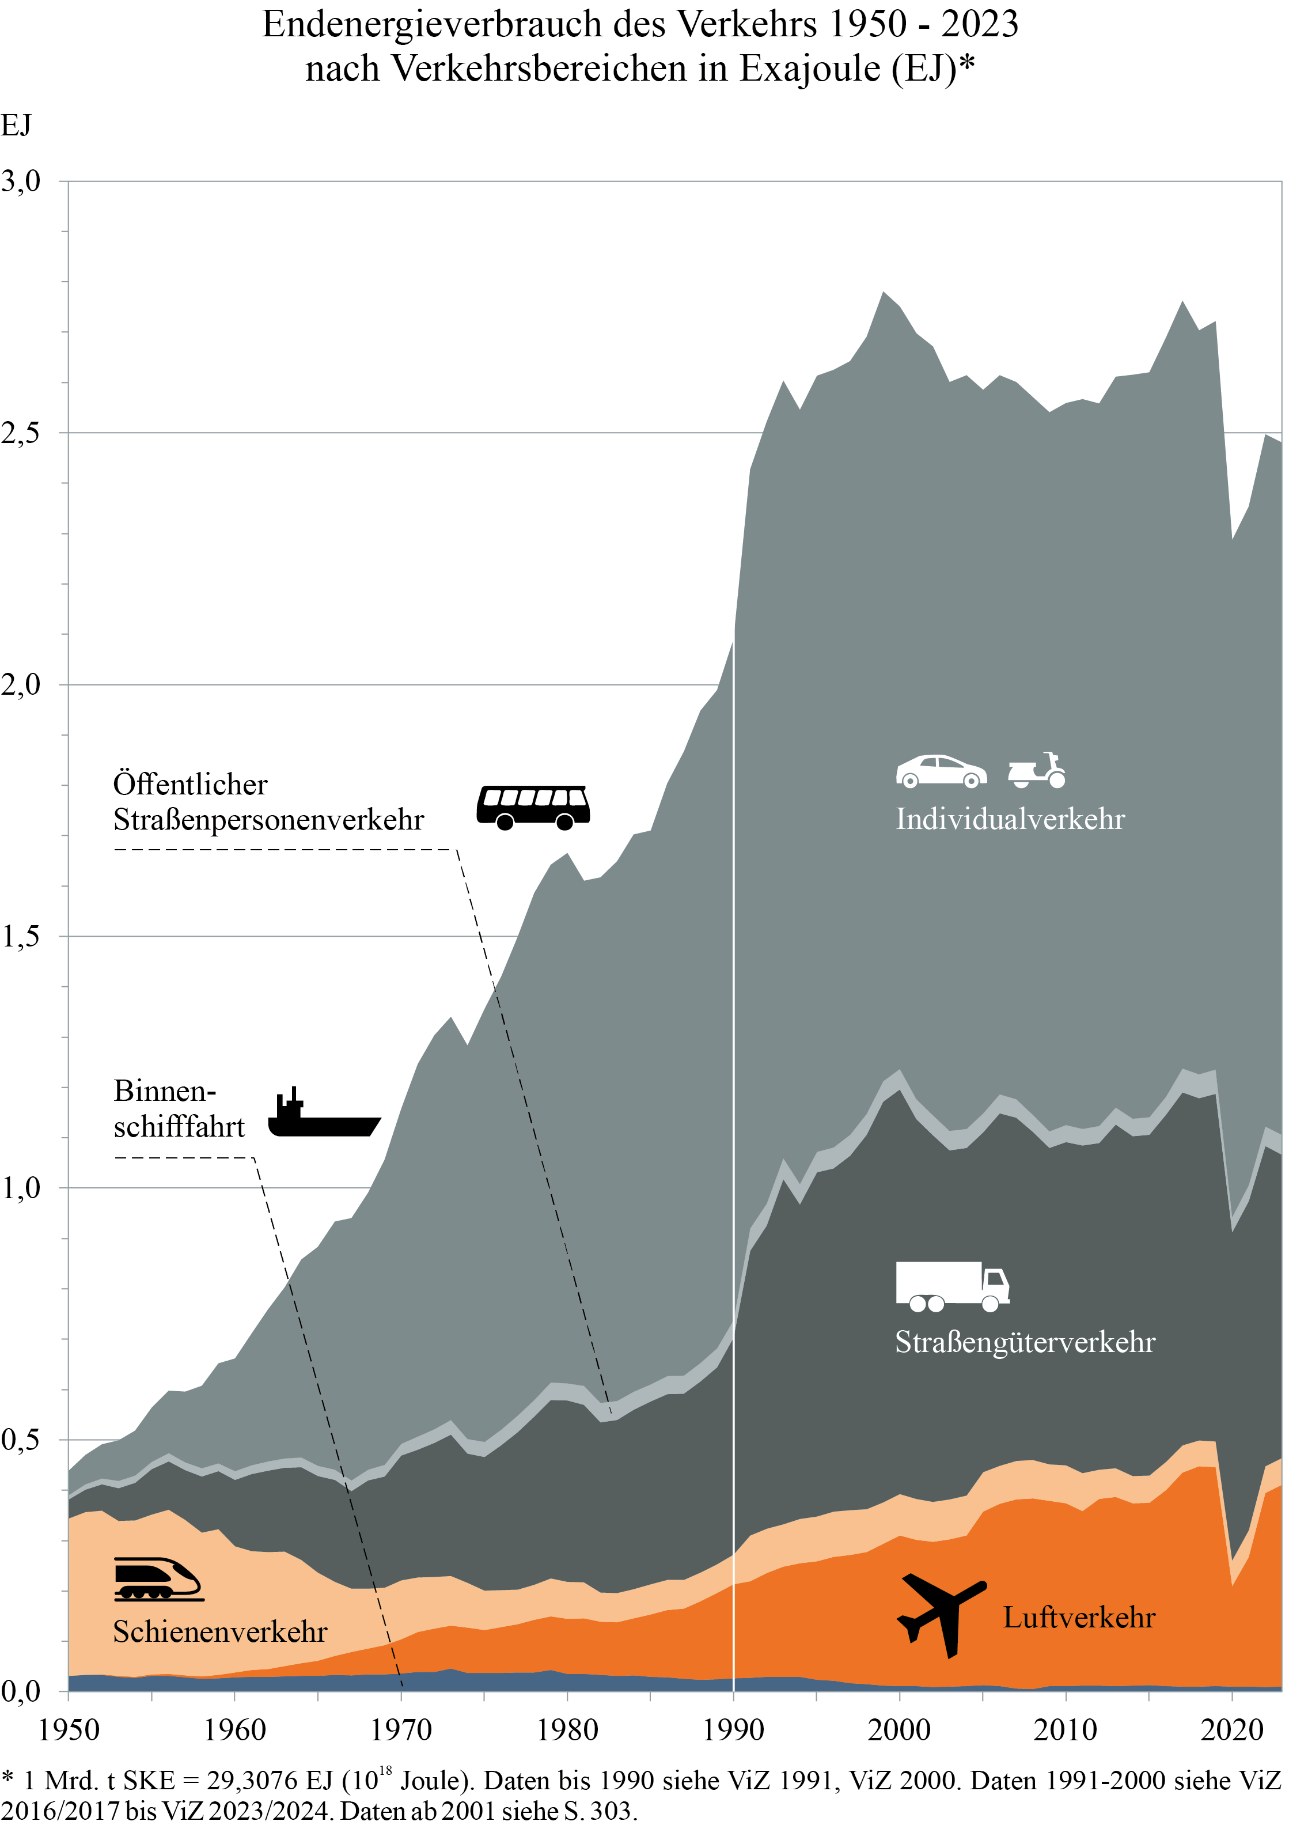 Endenergieverbrauch des Verkehrs 1950 - 2023
nach Verkehrsbereichen in Exajoule (EJ)*
EJ
3,0
2,5
2,0
1,5
1,0
0,5
0,0
Öffentlicher
Straßenpersonenverkehr
Binnen-
schifffahrt
Schienenverkehr
Individualverkehr
Straßengüterverkehr
Luftverkehr
1950 1960 1970 1980 1990 2000 2010 2020
* 1 Mrd. t SKE = 29,3076 EJ (10¹⁸ Joule). Daten bis 1990 siehe ViZ 1991, ViZ 2000. Daten 1991-2000 siehe ViZ
2016/2017 bis ViZ 2023/2024. Daten ab 2001 siehe S. 303.